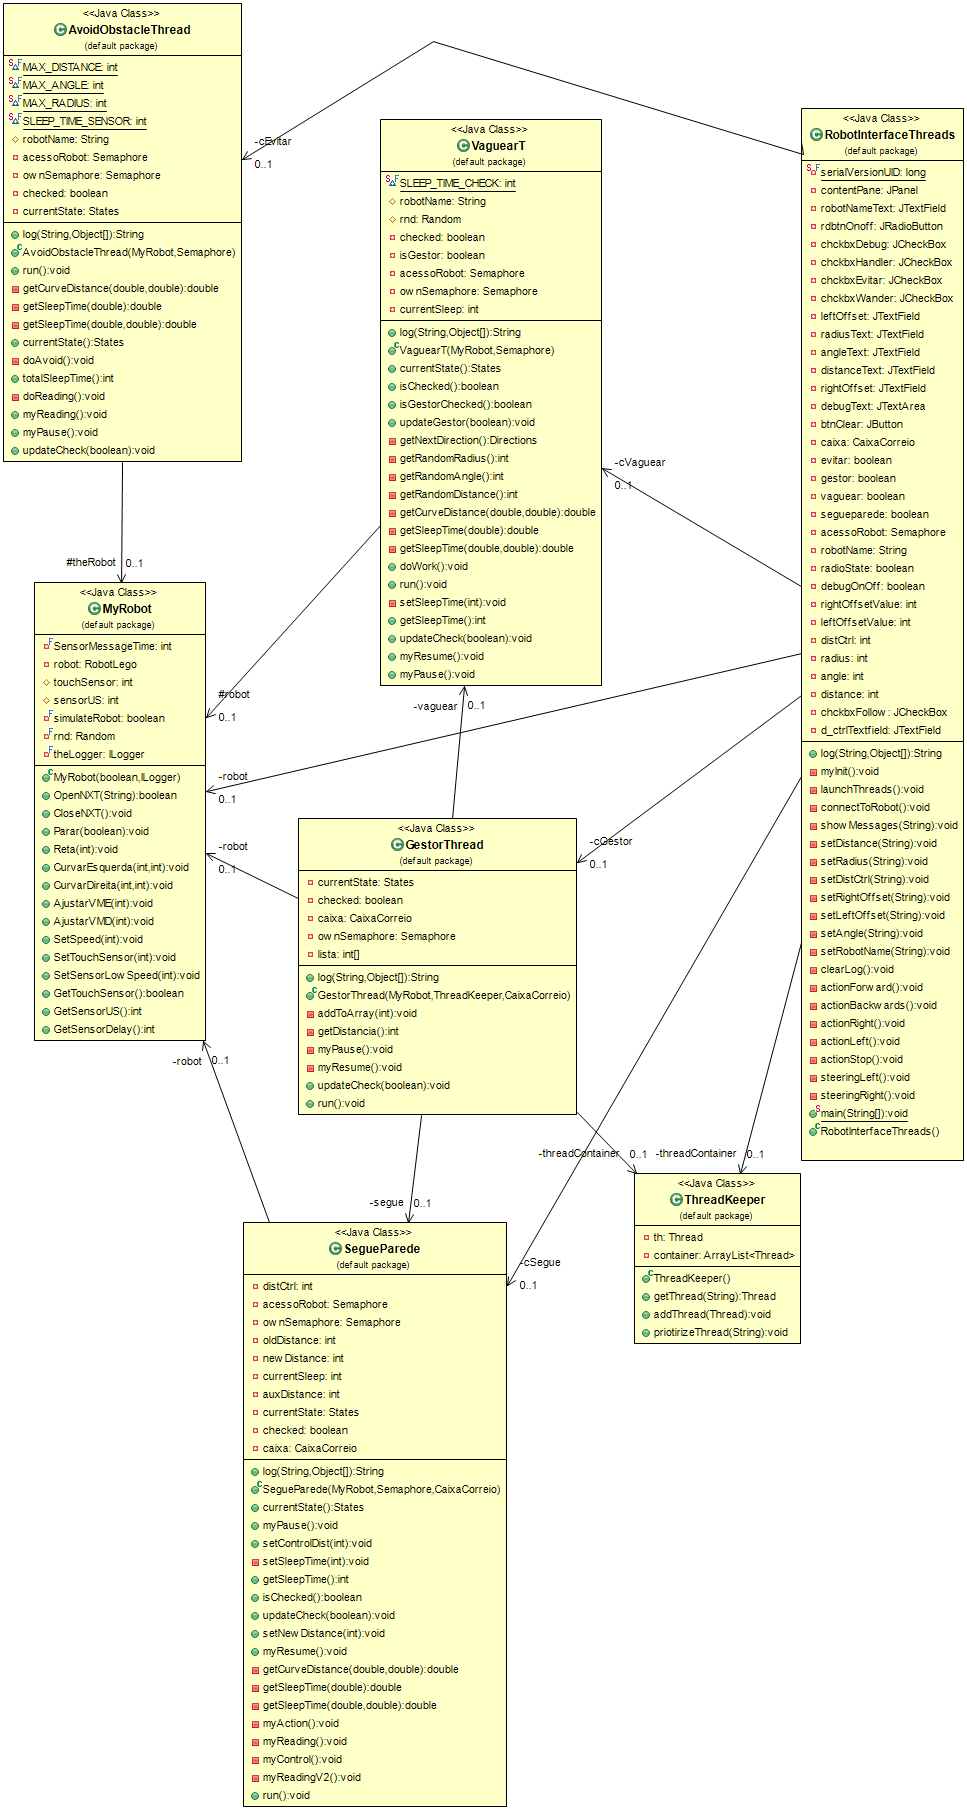 <<Java Class>>
AvoidObstacleThread
(default package)
MAX_DISTANCE: int
MAX_ANGLE: int
MAX_RADIUS: int
SLEEP_TIME_SENSOR: int
robotName: String
acessoRobot: Semaphore
ownSemaphore: Semaphore
checked: boolean
currentState: States
log(String,Object[]):String
AvoidObstacleThread(MyRobot,Semaphore)
run():void
getCurveDistance(double,double):double
getSleepTime(double):double
getSleepTime(double,double):double
currentState():States
doAvoid():void
totalSleepTime():int
doReading():void
myReading():void
myPause():void
updateCheck(boolean):void
-cEvitar
0..1
<<Java Class>>
VaguearT
(default package)
SLEEP_TIME_CHECK: int
robotName: String
rnd: Random
checked: boolean
isGestor: boolean
acessoRobot: Semaphore
ownSemaphore: Semaphore
currentSleep: int
log(String,Object[]):String
VaguearT(MyRobot,Semaphore)
currentState():States
isChecked():boolean
isGestorChecked():boolean
updateGestor(boolean):void
getNextDirection():Directions
getRandomRadius():int
getRandomAngle():int
getRandomDistance():int
getCurveDistance(double,double):double
getSleepTime(double):double
getSleepTime(double,double):double
doWork():void
run():void
setSleepTime(int):void
getSleepTime():int
updateCheck(boolean):void
myResume():void
myPause():void
<<Java Class>>
RobotInterfaceThreads
(default package)
serialVersionUID: long
contentPane: JPanel
robotNameText: JTextField
rdbtnOnoff: JRadioButton
chckbxDebug: JCheckBox
chckbxHandler: JCheckBox
chckbxEvitar: JCheckBox
chckbxWander: JCheckBox
leftOffset: JTextField
radiusText: JTextField
angleText: JTextField
distanceText: JTextField
rightOffset: JTextField
debugText: JTextArea
btnClear: JButton
caixa: CaixaCorreio
evitar: boolean
gestor: boolean
vaguear: boolean
segueparede: boolean
acessoRobot: Semaphore
robotName: String
radioState: boolean
debugOnOff: boolean
rightOffsetValue: int
leftOffsetValue: int
distCtrl: int
radius: int
angle: int
distance: int
chckbxFollow: JCheckBox
d_ctrlTextfield: JTextField
log(String,Object[]):String
myInit():void
launchThreads():void
connectToRobot():void
showMessages(String):void
setDistance(String):void
setRadius(String):void
setDistCtrl(String):void
setRightOffset(String):void
setLeftOffset(String):void
setAngle(String):void
setRobotName(String):void
clearLog():void
actionForward():void
actionBackwards():void
actionRight():void
actionLeft():void
actionStop():void
steeringLeft():void
steeringRight():void
main(String[]):void
RobotInterfaceThreads()
-cVaguear
0..1
#theRobot
0..1
<<Java Class>>
MyRobot
(default package)
SensorMessageTime: int
robot: RobotLego
touchSensor: int
sensorUS: int
simulateRobot: boolean
rnd: Random
theLogger: ILogger
MyRobot(boolean,ILogger)
OpenNXT(String):boolean
CloseNXT():void
Parar(boolean):void
Reta(int):void
CurvarEsquerda(int,int):void
CurvarDireita(int,int):void
AjustarVME(int):void
AjustarVMD(int):void
SetSpeed(int):void
SetTouchSensor(int):void
SetSensorLowSpeed(int):void
GetTouchSensor():boolean
GetSensorUS():int
GetSensorDelay():int
#robot
0..1
-vaguear
0..1
-robot
0..1
-robot
0..1
-cGestor
0..1
<<Java Class>>
GestorThread
(default package)
currentState: States
checked: boolean
caixa: CaixaCorreio
ownSemaphore: Semaphore
lista: int[]
log(String,Object[]):String
GestorThread(MyRobot,ThreadKeeper,CaixaCorreio)
addToArray(int):void
getDistancia():int
myPause():void
myResume():void
updateCheck(boolean):void
run():void
-robot
0..1
-threadContainer
0..1
-threadContainer
0..1
-segue
0..1
-cSegue
0..1
<<Java Class>>
ThreadKeeper
(default package)
th: Thread
container: ArrayList<Thread>
ThreadKeeper()
getThread(String):Thread
addThread(Thread):void
priotirizeThread(String):void
<<Java Class>>
SegueParede
(default package)
distCtrl: int
acessoRobot: Semaphore
ownSemaphore: Semaphore
oldDistance: int
newDistance: int
currentSleep: int
auxDistance: int
currentState: States
checked: boolean
caixa: CaixaCorreio
log(String,Object[]):String
SegueParede(MyRobot,Semaphore,CaixaCorreio)
currentState():States
myPause():void
setControlDist(int):void
setSleepTime(int):void
getSleepTime():int
isChecked():boolean
updateCheck(boolean):void
setNewDistance(int):void
myResume():void
getCurveDistance(double,double):double
getSleepTime(double):double
getSleepTime(double,double):double
myAction():void
myReading():void
myControl():void
myReadingV2():void
run():void